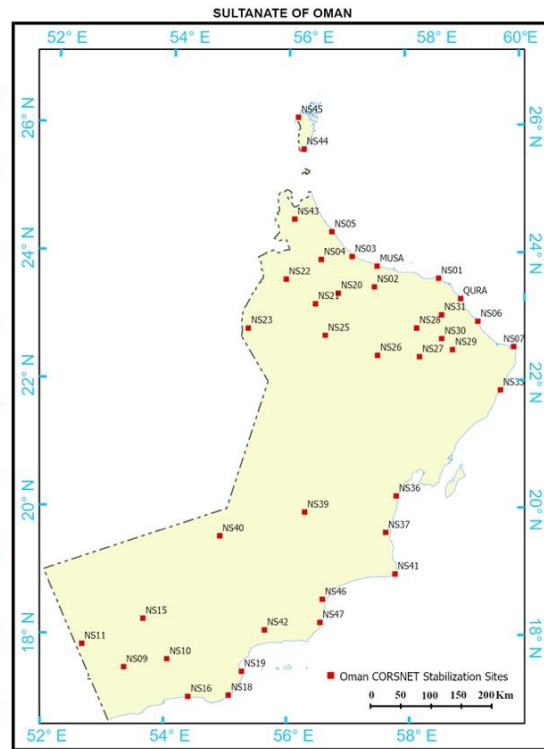 SULTANATE OF OMAN
52° E 54° E 56° E 58° E 60° E
NS45
26° N 26° N
NS44
NS43
NS05
24° N NS04 NS03 MUSA 24° N
NS22 NS20 NS02 NS01
NS21 QURA
NS23 NS25 NS28 NS31 NS06
NS30
NS26 NS27 NS29 NS07
22° N 22° N
NS35
NS36
20° N NS39 20° N
NS40 NS37
NS41
NS46
NS15 NS47
18° N NS11 NS42 18° N
NS09 NS10
NS19
NS16 NS18
Oman CORSNET Stabilization Sites
0 50 100 150 200 Km
52° E 54° E 56° E 58° E 60° E